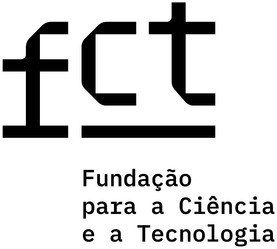 fct
Fundação
para a Ciência
e a Tecnologia